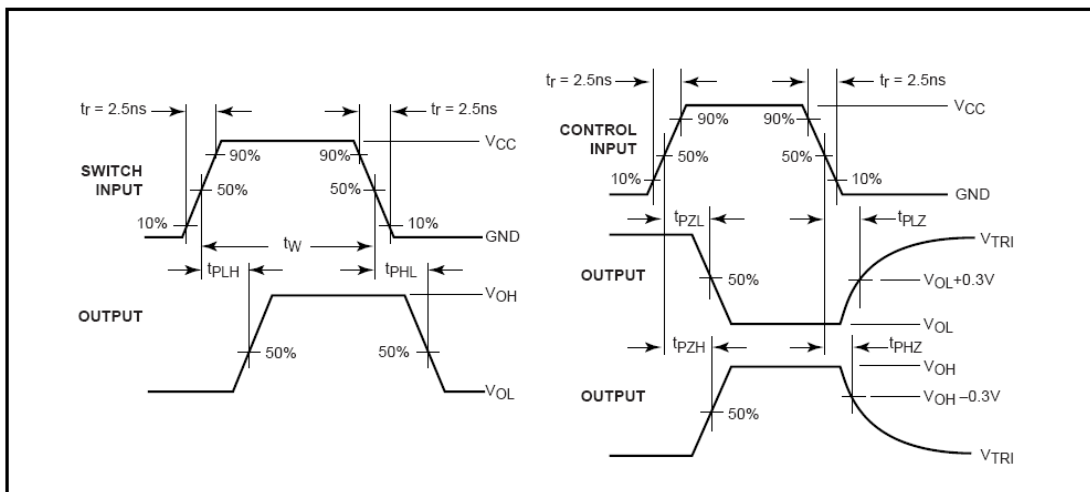 tr = 2.5ns
tr = 2.5ns
VCC
90%
90%
SWITCH
INPUT
50%
50%
10%
10%
GND
tW
tPLH
tPHL
VOH
OUTPUT
50%
50%
VOL
tr = 2.5ns
tr = 2.5ns
VCC
90%
90%
CONTROL
INPUT
50%
50%
10%
10%
GND
tPZL
tPLZ
VTRI
OUTPUT
50%
VOL+0.3V
VOL
tPZH
tPHZ
VOH
OUTPUT
VOH –0.3V
50%
VTRI